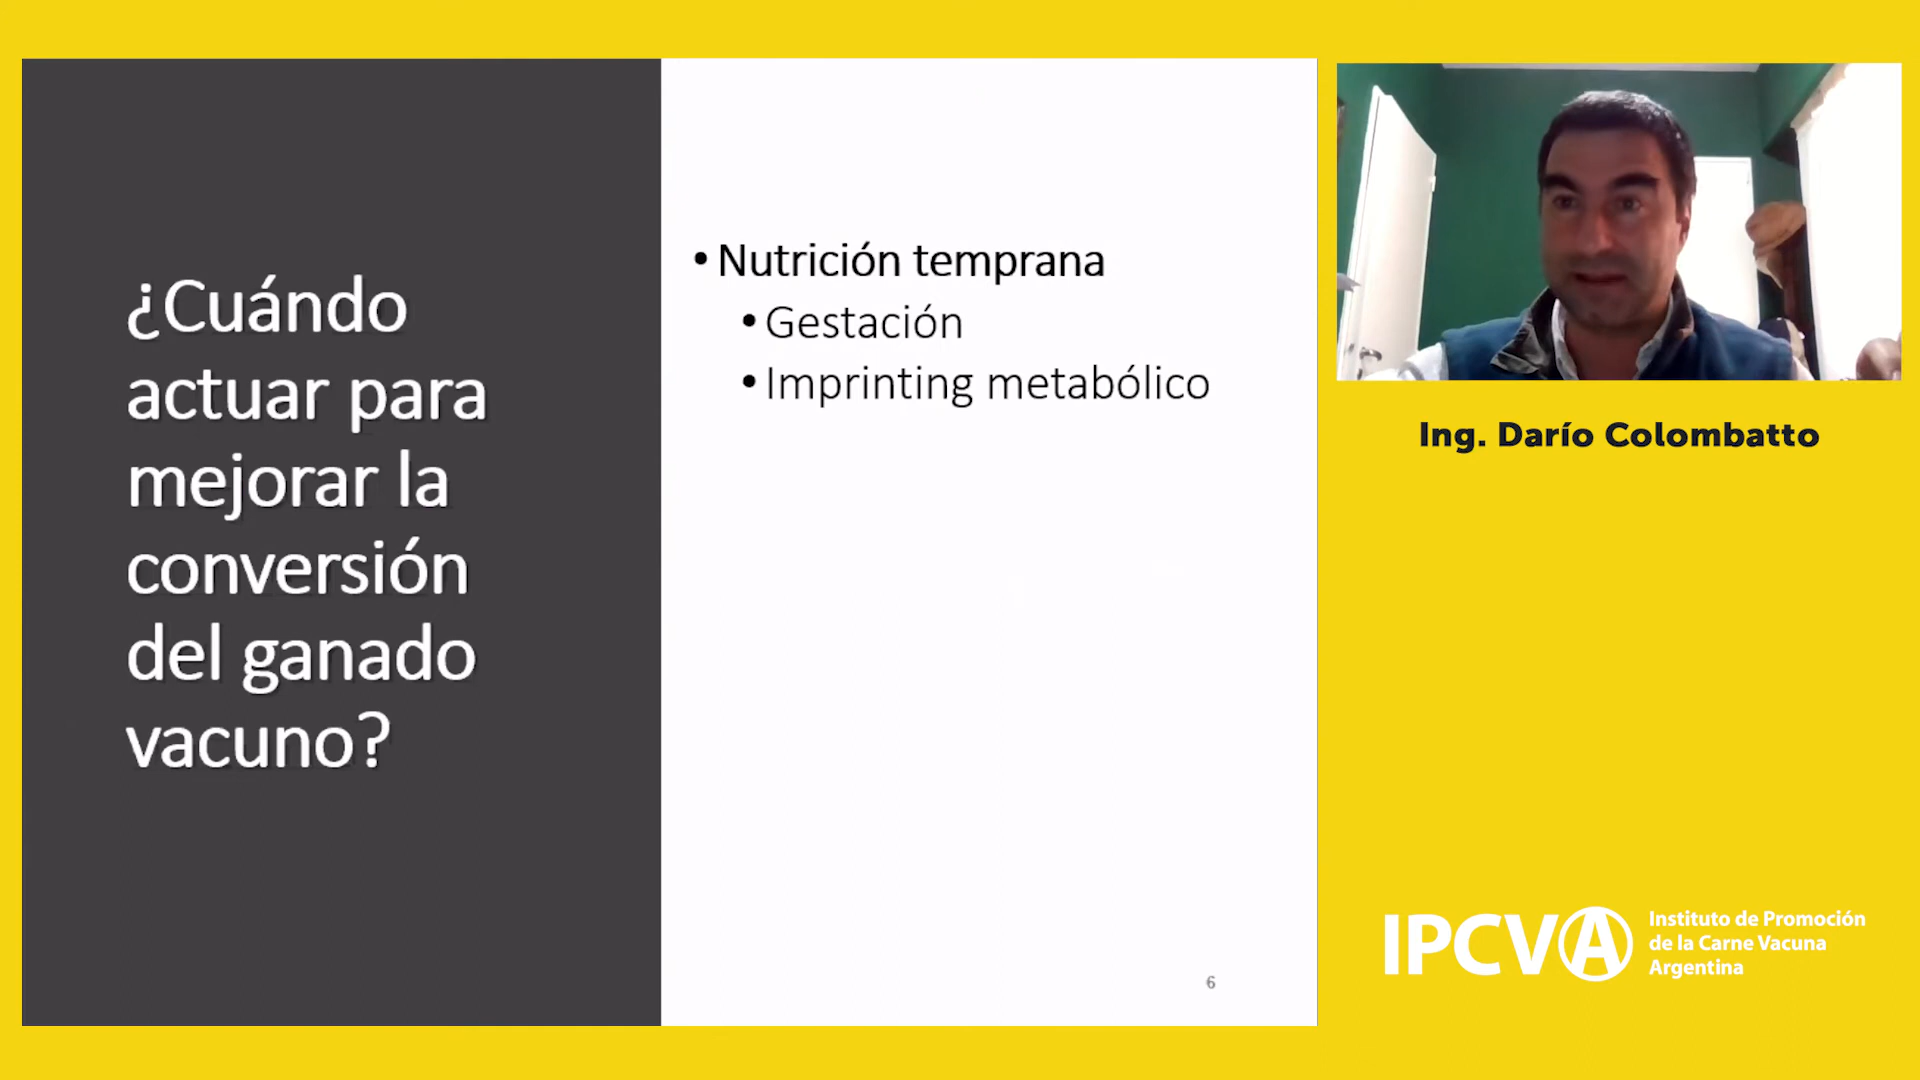 ¿Cuándo
actuar para
mejorar la
conversión
del ganado
vacuno?
• Nutrición temprana
• Gestación
• Imprinting metabólico
6
Ing. Darío Colombatto
IPCVA
Instituto de Promoción
de la Carne Vacuna
Argentina